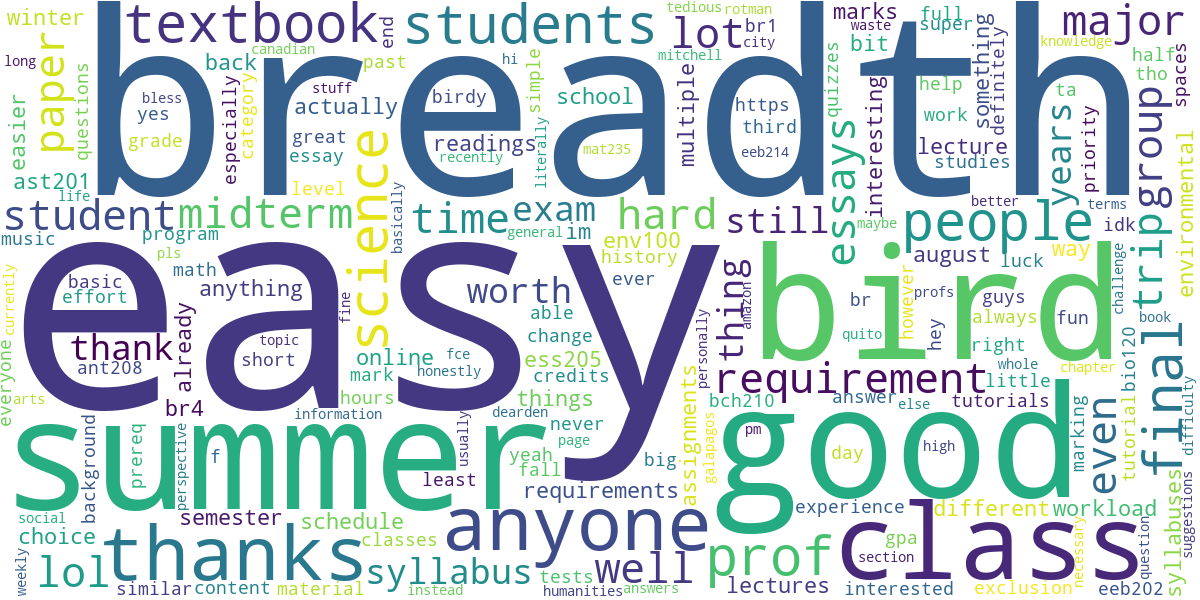 tedious rotman
winter
textbook
students
lot
br1
city
marks
full
super
major
knowledge
long
paper
questions
back
end
canadian
past
hi
simple
mitchell
waste
bit
something
definitely
half
tho
spaces
breadth
easier
bless
yes
grade
especially
category
stuff
actually
great
essay
birdy
readings
recently
school
literally
multiple
https
third
quizzes
interesting
help
work
lecture
studies
ta
years
priority
group
environmental
ast201
life
level
science
mat235
eeb214
essays
better
terms
student
midterm
time
exam
general
im
hard
still
people
idk
trip
music
program
pls
basically
env100
history
maybe
way
august
luck
easy
bird
math
basic
effort
anything
fine
worth
ever
thing
amazon
br
however
profs
hey
guys
always
fun
challenge
quito
currently
thank
ant208
already
topic
short
online
mark
fce
honestly
able
change
ess205
credits
personally
right
whole
book
little
chapter
bio120
final
everyone
arts
br4
hours
information
dearden
things
never
page
requirement
bch210
answer
else
tutorials
difficulty
summer
good
background
prereq
perspective
f
usually
least
yeah
fall
big
assignments
galapagos
pm
day
high
marking
even
tutorial
requirements
experience
social
choice
semester
schedule
classes
anyone
different
workload
syllabuses
suggestions
weekly
lol
thanks
syllabus
tests
well
prof
gpa
section
class
necessary
question
similar
content
material
instead
humanities
answers
lectures
interested
exclusion
eeb202